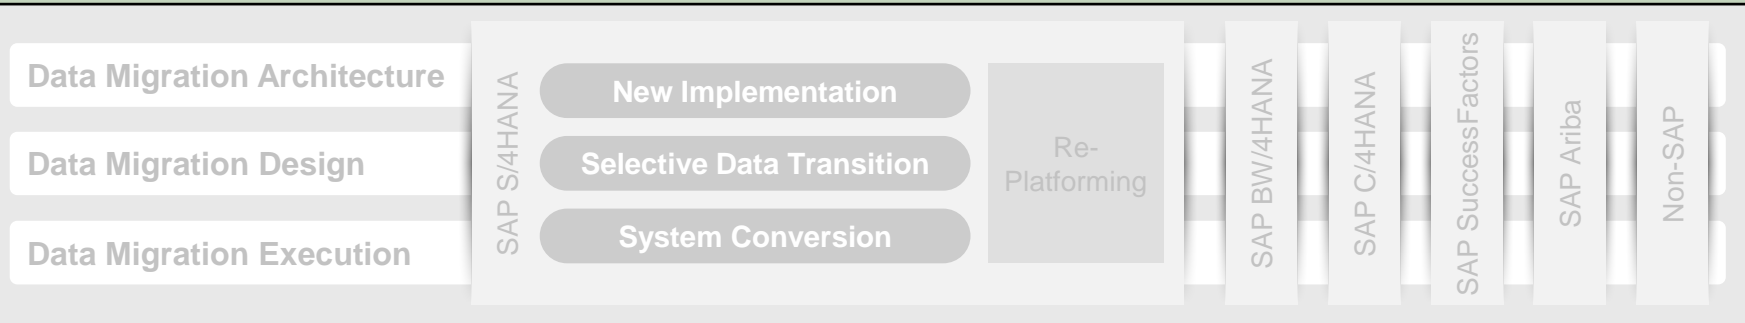 Data Migration Architecture
Data Migration Design
Data Migration Execution
SAP S/4HANA
New Implementation
Selective Data Transition
System Conversion
Re-
Platforming
SAP BW/4HANA
SAP C/4HANA
SAP SuccessFactors
SAP Ariba
Non-SAP